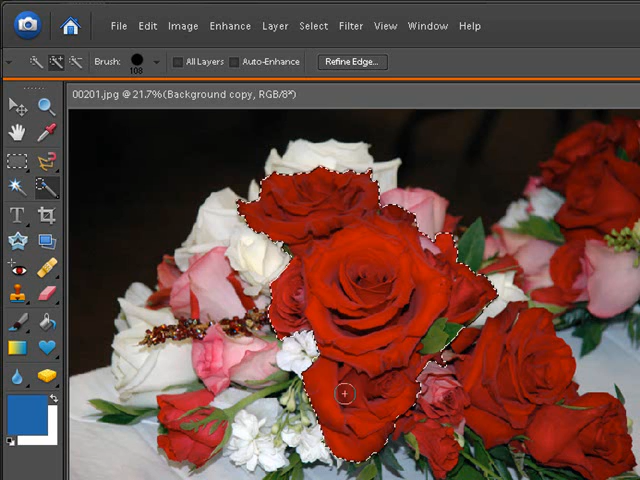 File Edit Image Enhance Layer Select Filter View Window Help
Brush: 108 All Layers Auto-Enhance Refine Edge...
00201.jpg @ 21.7%(Background copy, RGB/8*)
T